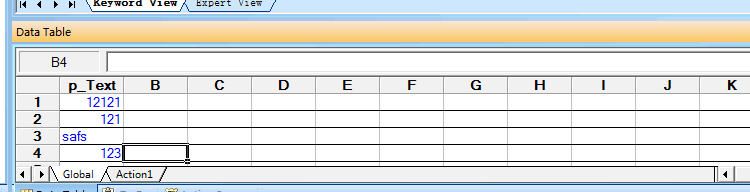 Keyword View Expert View
Data Table
B4
p_Text B C D E F G H I J K
1 12121
2 121
3 safs
4 123
Global Action1